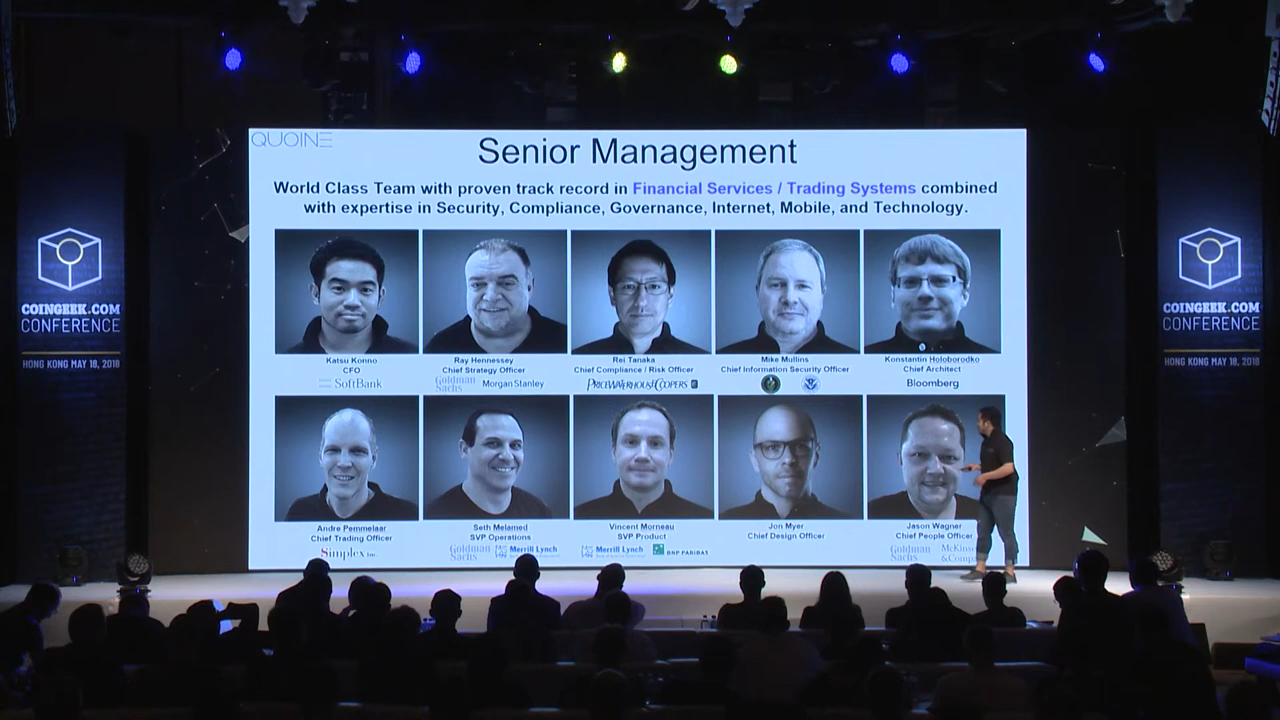 QUOINE
Senior Management
World Class Team with proven track record in Financial Services / Trading Systems combined
with expertise in Security, Compliance, Governance, Internet, Mobile, and Technology.
Katsu Konno
CFO
SoftBank
Ray Hennessey
Chief Strategy Officer
Goldman
Sachs
Morgan Stanley
Rei Tanaka
Chief Compliance / Risk Officer
PRICEWATERHOUSECOOPERS
Mike Mullins
Chief Information Security Officer
Konstantin Holoborodko
Chief Architect
Bloomberg
Andre Pemmelaar
Chief Trading Officer
Simplex Inc.
Seth Melamed
SVP Operations
Goldman
Sachs
Merrill Lynch
Vincent Morneau
SVP Product
Merrill Lynch
BNP PARIBAS
Jon Myer
Chief Design Officer
Jason Wagner
Chief People Officer
Goldman
Sachs
COINGEEK.COM
CONFERENCE
HONG KONG MAY 18, 2018
COINGEEK.COM
CONFERENCE
HONG KONG MAY 18, 2018